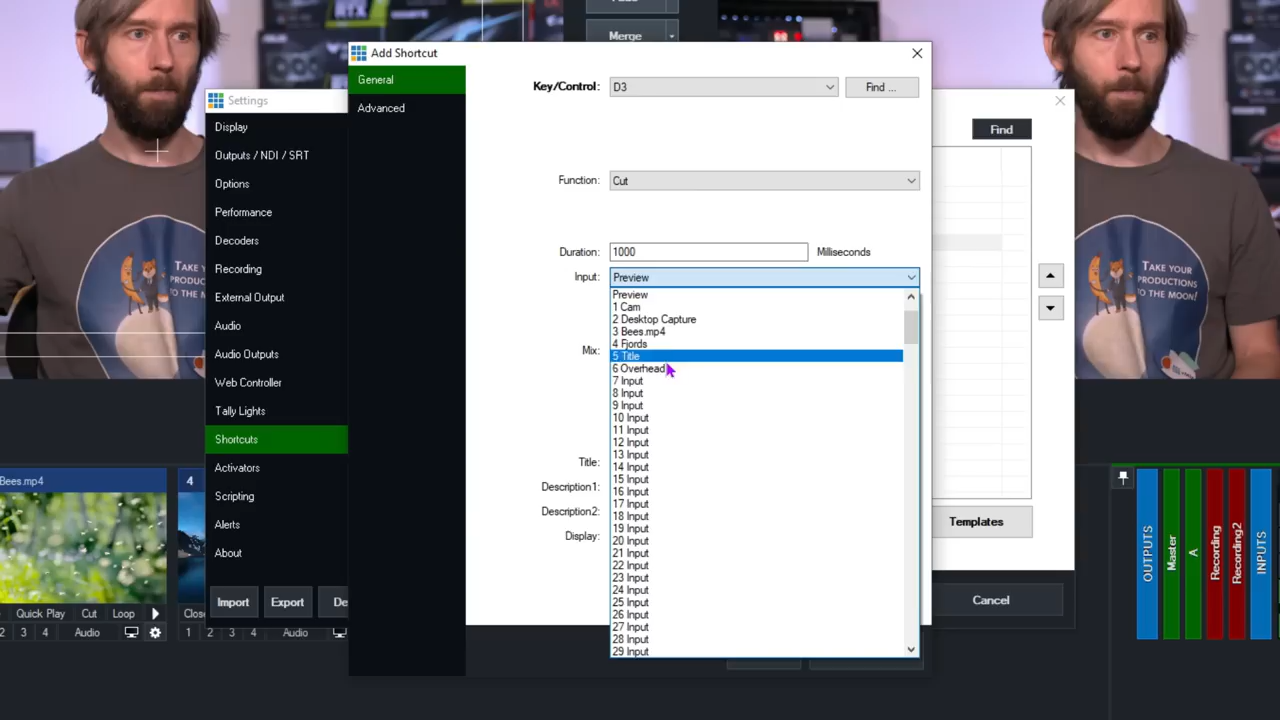 Merge
Add Shortcut
General
Advanced
Key/Control:
D3
Find ...
Function:
Cut
Duration:
1000
Milliseconds
Input:
Preview
Preview
1 Cam
2 Desktop Capture
3 Bees.mp4
4 Fjords
5 Title
6 Overhead
7 Input
8 Input
9 Input
10 Input
11 Input
12 Input
13 Input
14 Input
15 Input
16 Input
17 Input
18 Input
19 Input
20 Input
21 Input
22 Input
23 Input
24 Input
25 Input
26 Input
27 Input
28 Input
29 Input
Mix:
Title:
Description1:
Description2:
Display:
Settings
Display
Outputs / NDI / SRT
Options
Performance
Decoders
Recording
External Output
Audio
Audio Outputs
Web Controller
Tally Lights
Shortcuts
Activators
Scripting
Alerts
About
Import
Export
De
Find
Templates
Cancel
TAKE Y
PRODUC
TO THE
TAKE YOUR
PRODUCTIONS
TO THE MOON!
Bees.mp4
4
Quick Play
Cut
Loop
Clos
2 3 4 Audio
1 2 3 4 Audio
OUTPUTS
Master
A
Recording
Recording2
INPUTS